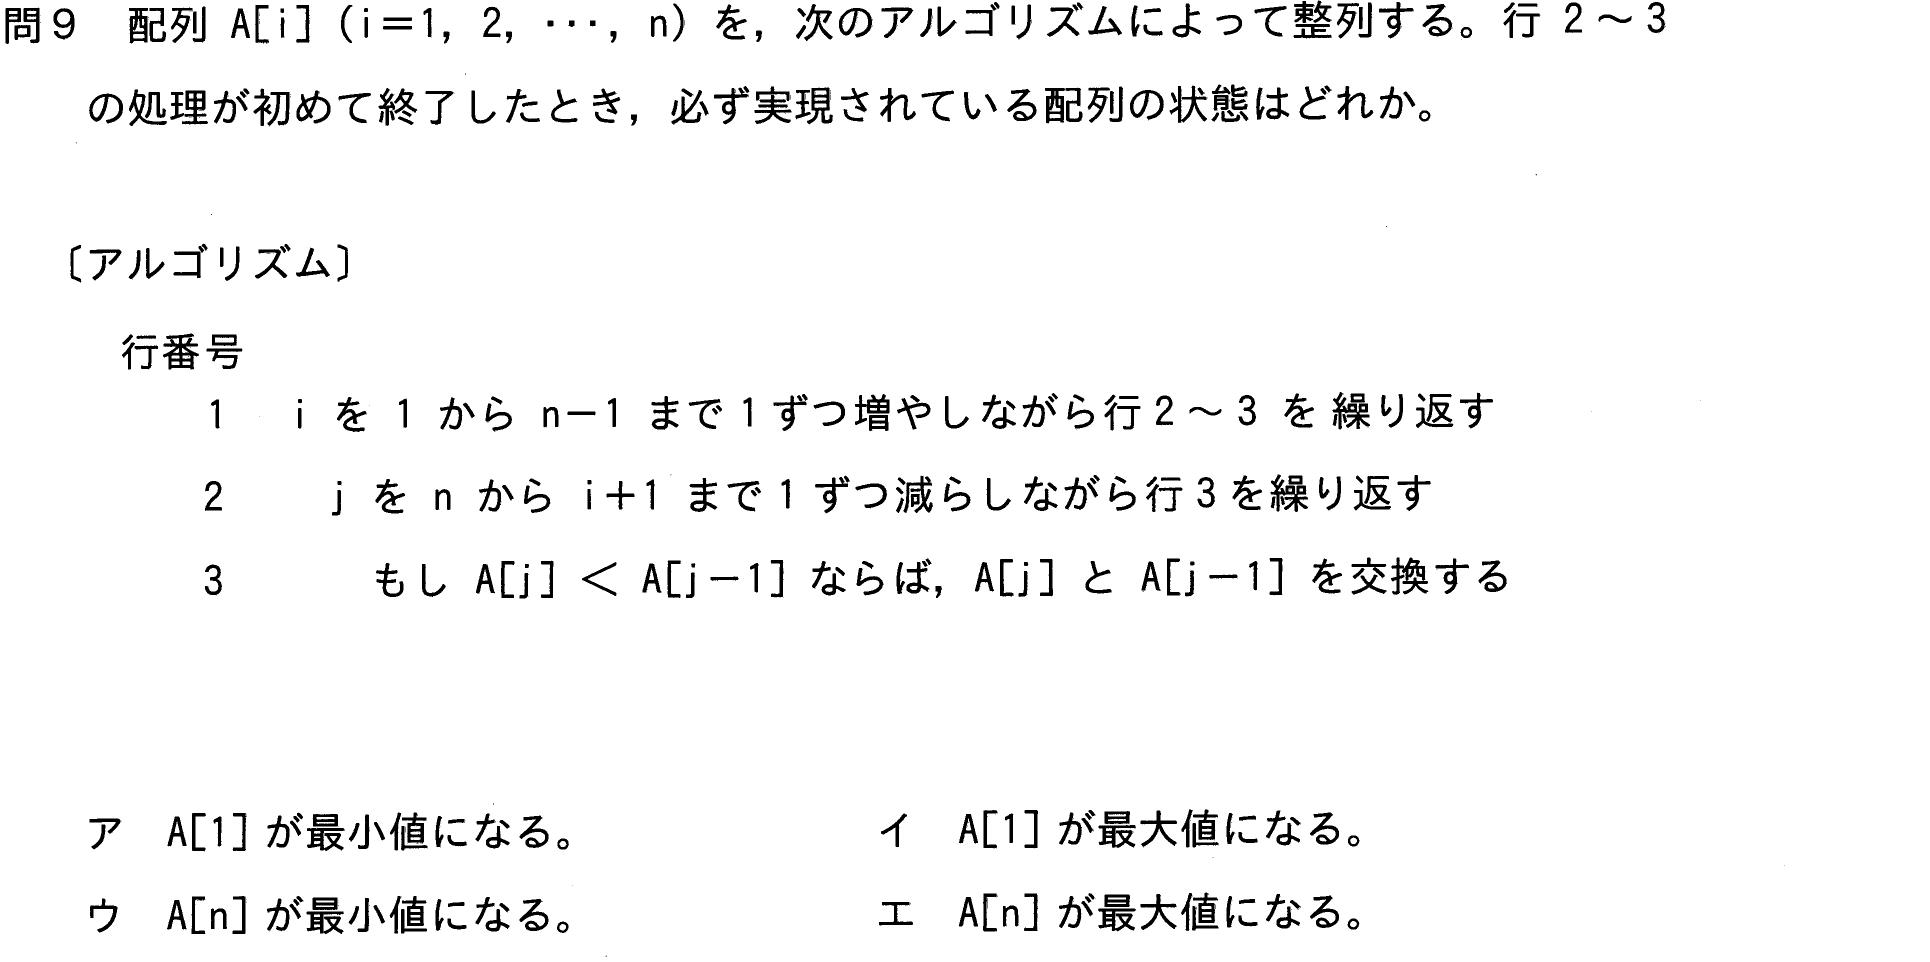 問9　配列 A[i]（i＝1, 2, ･･･, n）を，次のアルゴリズムによって整列する。行 2～3
の処理が初めて終了したとき，必ず実現されている配列の状態はどれか。
〔アルゴリズム〕
行番号
1　i を 1 から n－1 まで1ずつ増やしながら行2～3 を繰り返す
2　j を n から i＋1 まで1ずつ減らしながら行3を繰り返す
3　もし A[j] ＜ A[j－1] ならば，A[j] と A[j－1] を交換する
ア　A[1] が最小値になる。　イ　A[1] が最大値になる。
ウ　A[n] が最小値になる。　エ　A[n] が最大値になる。